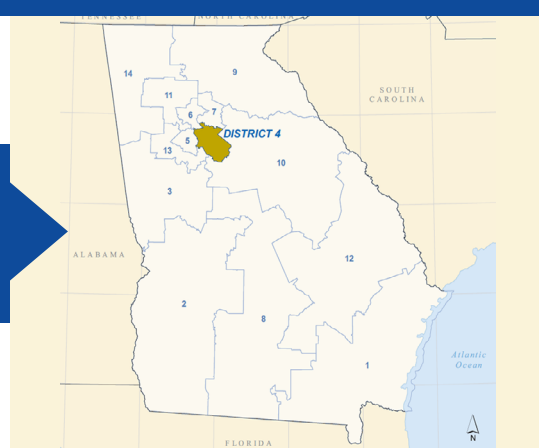 TENNESSEE
NORTH CAROLINA
14
9
11
SOUTH
CAROLINA
6
7
DISTRICT 4
5
13
10
3
ALABAMA
12
2
8
1
Atlantic
Ocean
N
FLORIDA